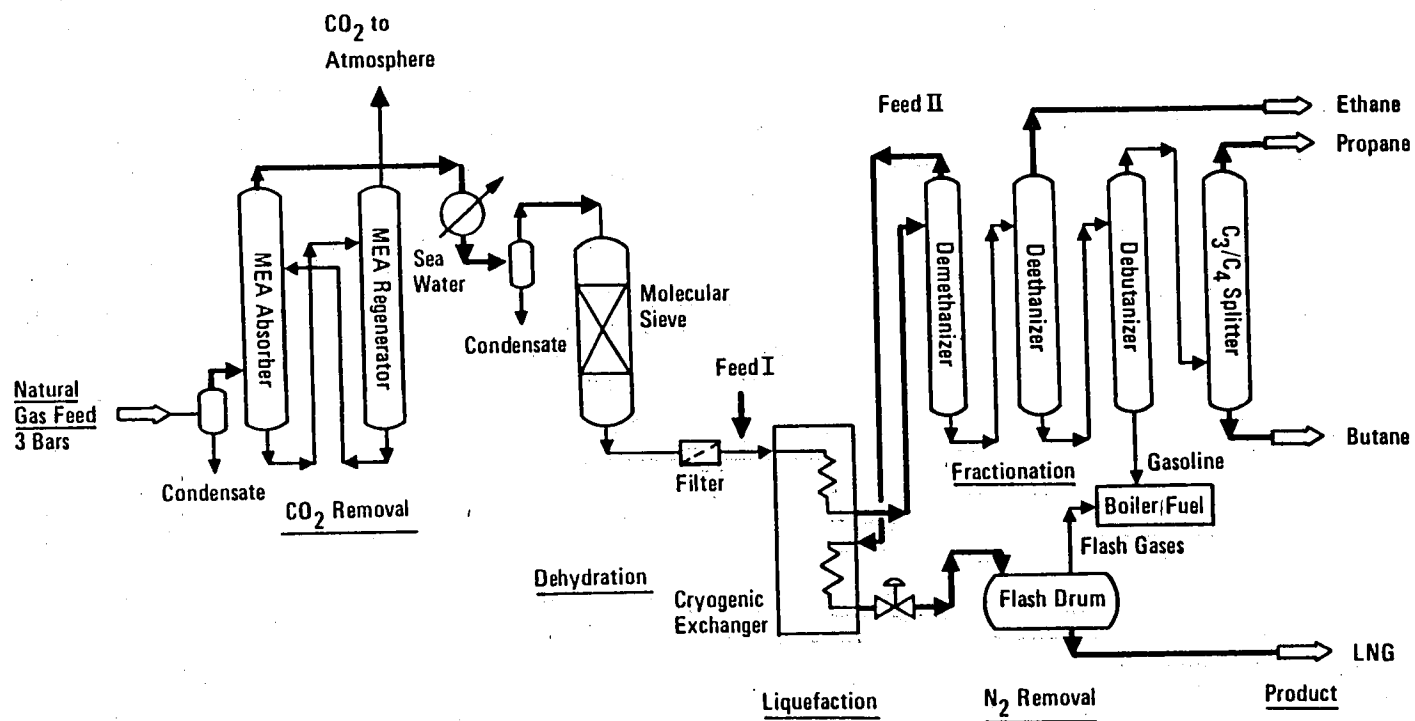 CO2 to
Atmosphere
Natural
Gas Feed
3 Bars
Condensate
MEA Absorber
MEA Regenerator
CO2 Removal
Sea
Water
Condensate
Molecular
Sieve
Dehydration
Filter
Feed I
Cryogenic
Exchanger
Liquefaction
Feed II
Demethanizer
Deethanizer
Debutanizer
C3/C4 Splitter
Fractionation
Gasoline
Boiler/Fuel
Flash Gases
Flash Drum
N2 Removal
Ethane
Propane
Butane
LNG
Product